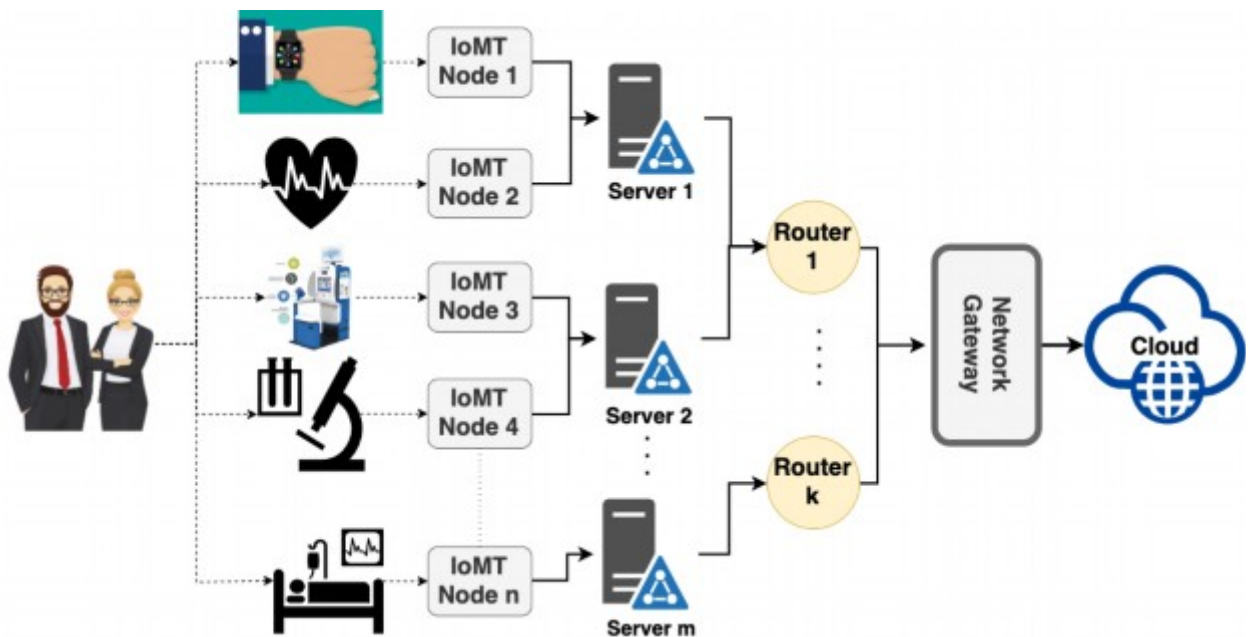 IoMT
Node 1
IoMT
Node 2
Server 1
IoMT
Node 3
IoMT
Node 4
Server 2
IoMT
Node n
Server m
Router
1
Router
k
Network
Gateway
Cloud